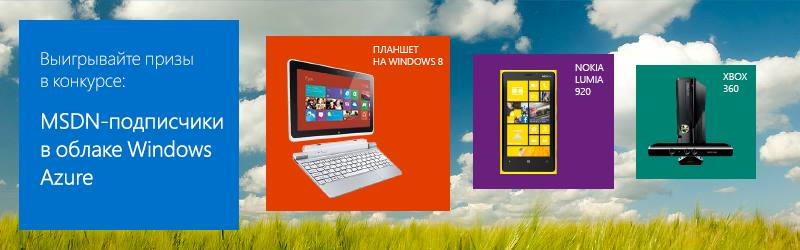 Выигрывайте призы
в конкурсе:
MSDN-подписчики
в облаке Windows
Azure
ПЛАНШЕТ
НА WINDOWS 8
NOKIA
LUMIA
920
XBOX
360